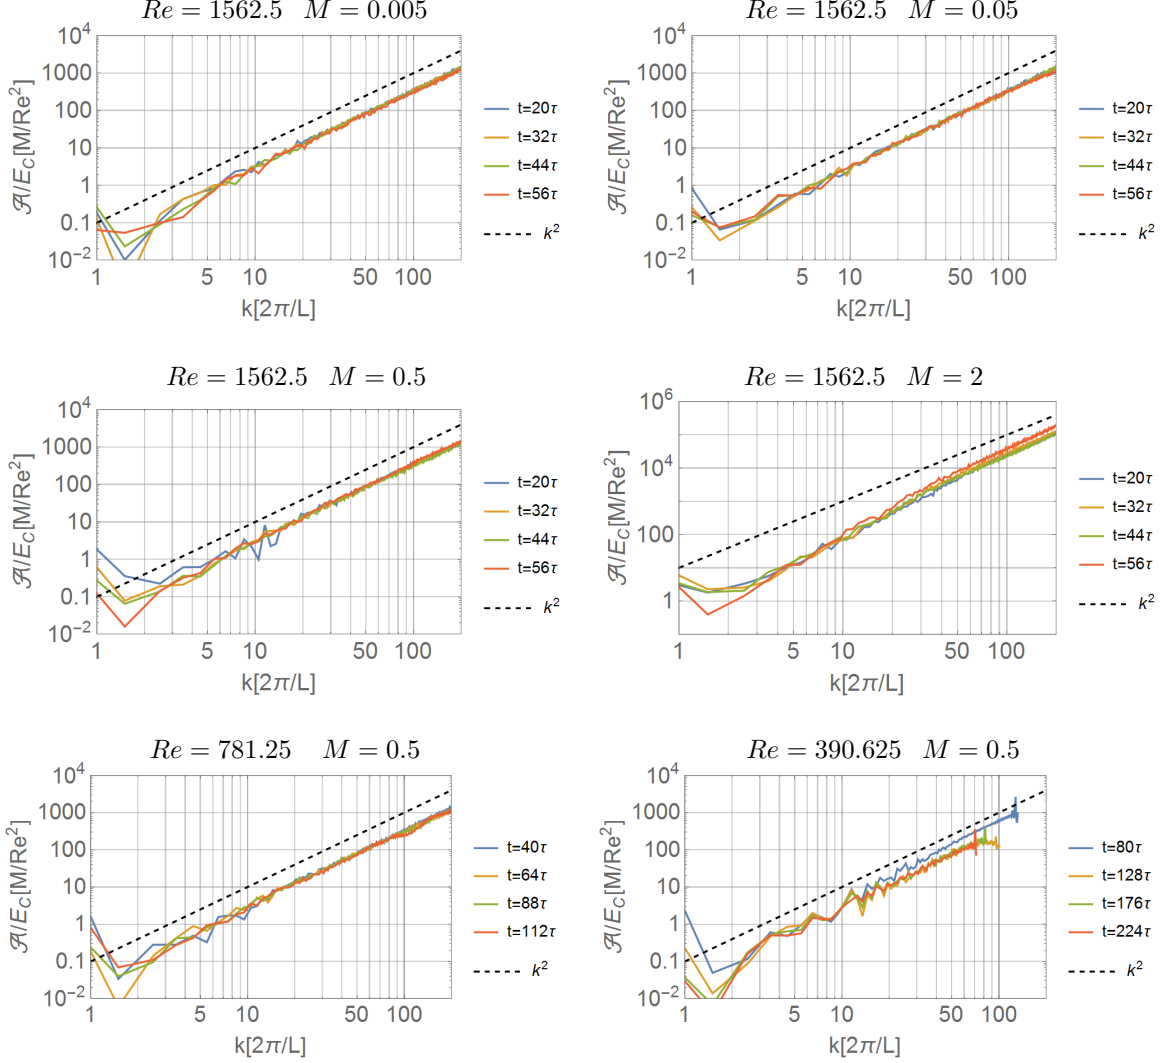 Re = 1562.5 M = 0.005
10^4
1000
100
10
1
0.1
10^-2
𝒜/E_C[M/Re^2]
1 5 10 50 100
k[2π/L]
t=20τ
t=32τ
t=44τ
t=56τ
k^2
Re = 1562.5 M = 0.05
10^4
1000
100
10
1
0.1
10^-2
𝒜/E_C[M/Re^2]
1 5 10 50 100
k[2π/L]
t=20τ
t=32τ
t=44τ
t=56τ
k^2
Re = 1562.5 M = 0.5
10^4
1000
100
10
1
0.1
10^-2
𝒜/E_C[M/Re^2]
1 5 10 50 100
k[2π/L]
t=20τ
t=32τ
t=44τ
t=56τ
k^2
Re = 1562.5 M = 2
10^6
10^4
100
1
𝒜/E_C[M/Re^2]
1 5 10 50 100
k[2π/L]
t=20τ
t=32τ
t=44τ
t=56τ
k^2
Re = 781.25 M = 0.5
10^4
1000
100
10
1
0.1
10^-2
𝒜/E_C[M/Re^2]
1 5 10 50 100
k[2π/L]
t=40τ
t=64τ
t=88τ
t=112τ
k^2
Re = 390.625 M = 0.5
10^4
1000
100
10
1
0.1
10^-2
𝒜/E_C[M/Re^2]
1 5 10 50 100
k[2π/L]
t=80τ
t=128τ
t=176τ
t=224τ
k^2